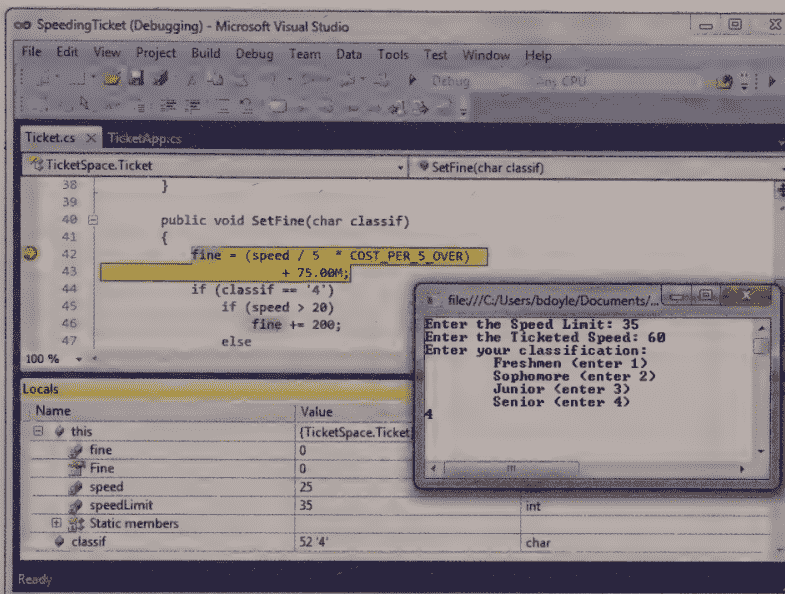 SpeedingTicket (Debugging) - Microsoft Visual Studio
File Edit View Project Build Debug Team Data Tools Test Window Help
Debug Any CPU
Ticket.cs TicketApp.cs
TicketSpace.Ticket SetFine(char classif)
38 }
39
40 public void SetFine(char classif)
41 {
42 fine = (speed / 5 * COST_PER_5_OVER)
43 + 75.00M;
44 if (classif == '4')
45 if (speed > 20)
46 fine += 200;
47 else
100 %
file:///C:/Users/bdoyle/Documents/...
Enter the Speed Limit: 35
Enter the Ticketed Speed: 60
Enter your classification:
Freshmen (enter 1)
Sophomore (enter 2)
Junior (enter 3)
Senior (enter 4)
4
Locals
Name Value
this {TicketSpace.Ticket
fine 0
Fine 0
speed 25
speedLimit 35 int
Static members
classif 52 '4' char
Ready